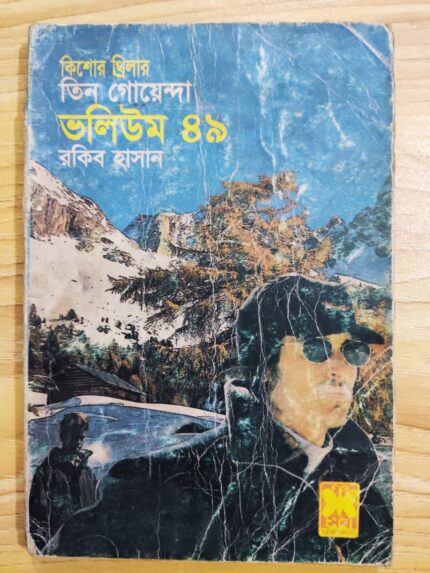 কিশোর থ্রিলার
তিন গোয়েন্দা
ভলিউম ৪৯
রকিব হাসান
সেবা